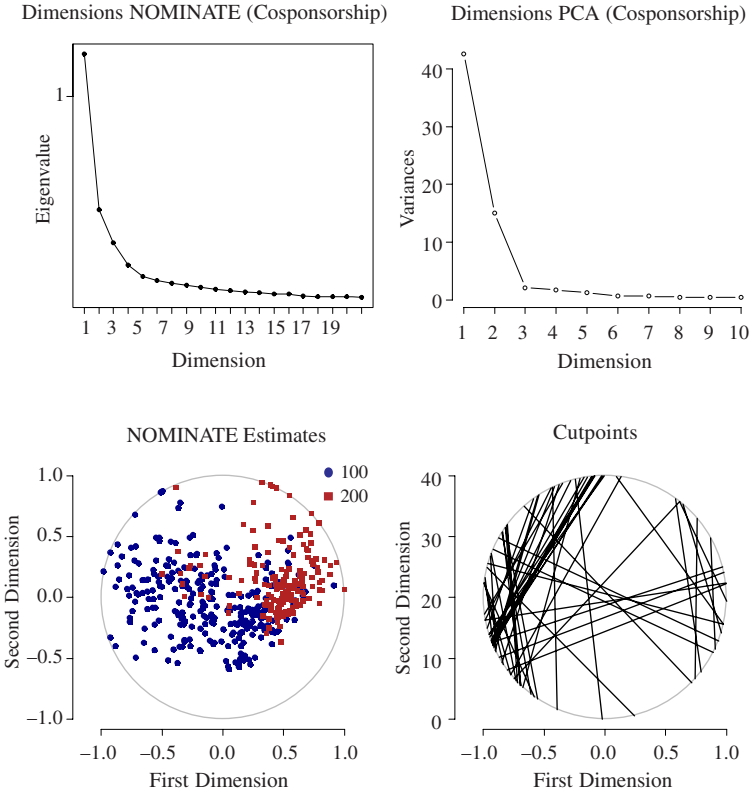 Dimensions NOMINATE (Cosponsorship)
1
Eigenvalue
1 3 5 7 9 11 13 15 17 19
Dimension
Dimensions PCA (Cosponsorship)
40
30
20
10
0
Variances
1 2 3 4 5 6 7 8 9 10
Dimension
NOMINATE Estimates
100
200
1.0
0.5
0.0
−0.5
−1.0
Second Dimension
−1.0 −0.5 0.0 0.5 1.0
First Dimension
Cutpoints
40
30
20
10
0
Second Dimension
−1.0 −0.5 0.0 0.5 1.0
First Dimension